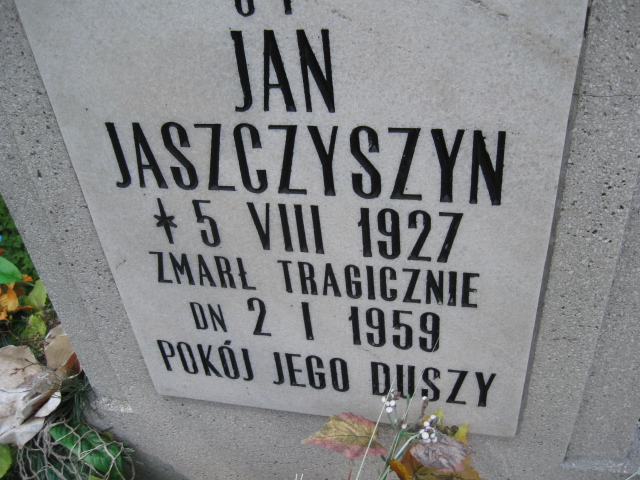 JAN
JASZCZYSZYN
* 5 VIII 1927
ZMARŁ TRAGICZNIE
DN 2 I 1959
POKÓJ JEGO DUSZY